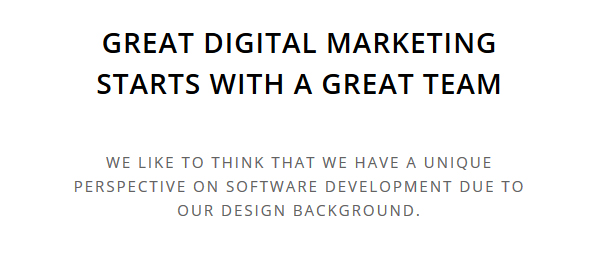 GREAT DIGITAL MARKETING
STARTS WITH A GREAT TEAM
WE LIKE TO THINK THAT WE HAVE A UNIQUE
PERSPECTIVE ON SOFTWARE DEVELOPMENT DUE TO
OUR DESIGN BACKGROUND.